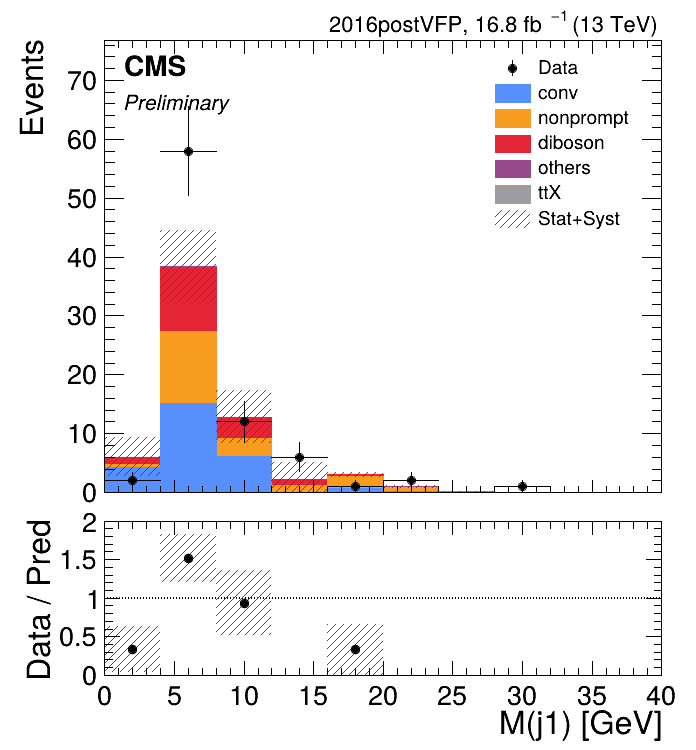 2016postVFP, 16.8 fb⁻¹ (13 TeV)
CMS
Preliminary
Events
70
60
50
40
30
20
10
0
Data
conv
nonprompt
diboson
others
ttX
Stat+Syst
Data / Pred
2
1.5
1
0.5
0
0 5 10 15 20 25 30 35 40
M(j1) [GeV]